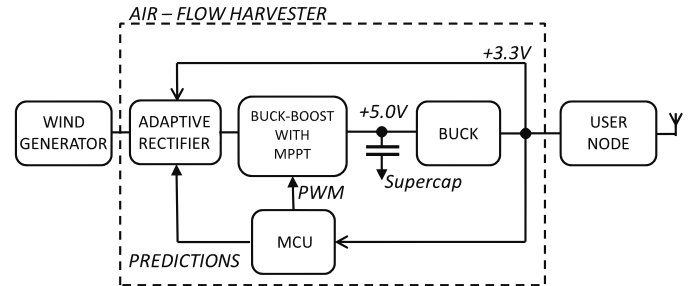 AIR – FLOW HARVESTER
+3.3V
WIND
GENERATOR
ADAPTIVE
RECTIFIER
BUCK-BOOST
WITH
MPPT
+5.0V
BUCK
USER
NODE
Supercap
PWM
MCU
PREDICTIONS